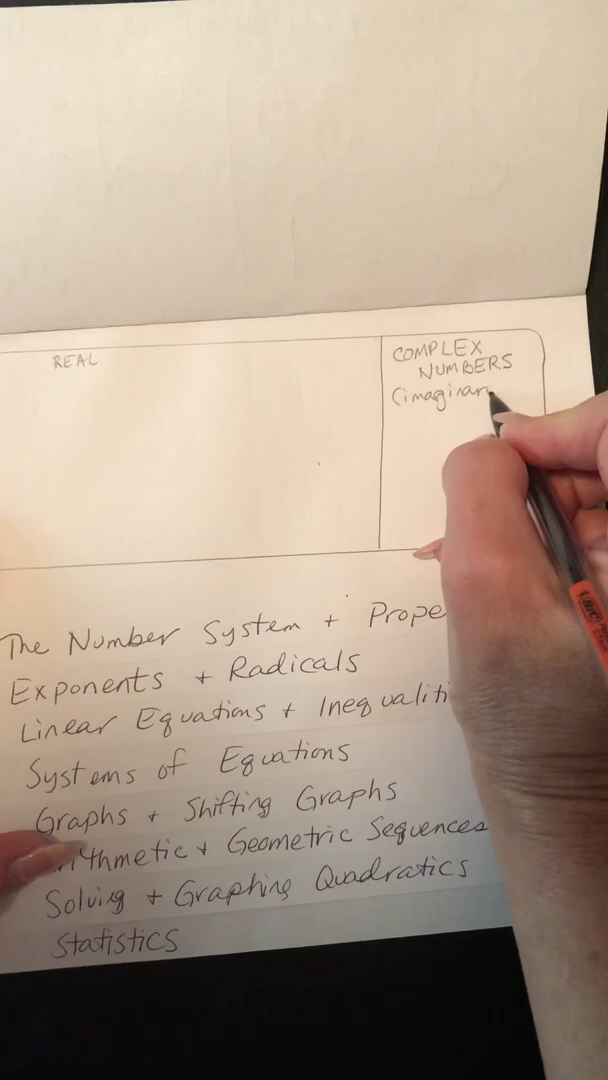 REAL
COMPLEX
NUMBERS
(imaginar
The Number System + Prope
Exponents + Radicals
Linear Equations + Inequaliti
Systems of Equations
Graphs + Shifting Graphs
ithmetic + Geometric Sequences
Solving + Graphing Quadratics
Statistics
BIC